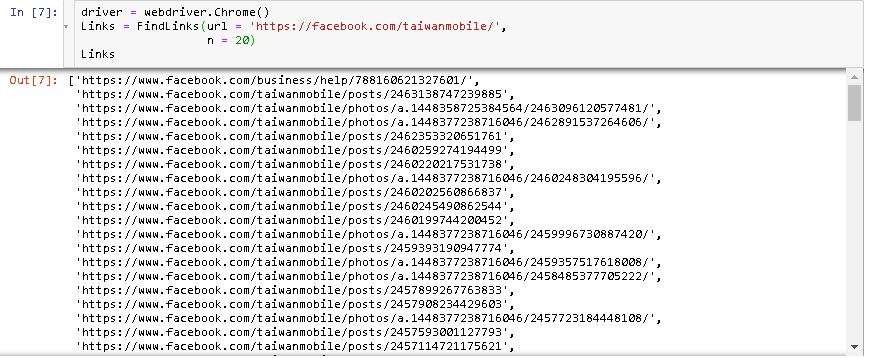 In [7]: driver = webdriver.Chrome()
Links = FindLinks(url = 'https://facebook.com/taiwanmobile/',
n = 20)
Links
Out[7]: ['https://www.facebook.com/business/help/788160621327601/',
'https://www.facebook.com/taiwanmobile/posts/2463138747239885',
'https://www.facebook.com/taiwanmobile/photos/a.1448358725384564/2463096120577481/',
'https://www.facebook.com/taiwanmobile/photos/a.1448377238716046/2462891537264606/',
'https://www.facebook.com/taiwanmobile/posts/2462353320651761',
'https://www.facebook.com/taiwanmobile/posts/2460259274194499',
'https://www.facebook.com/taiwanmobile/posts/2460220217531738',
'https://www.facebook.com/taiwanmobile/photos/a.1448377238716046/2460248304195596/',
'https://www.facebook.com/taiwanmobile/posts/2460202560866837',
'https://www.facebook.com/taiwanmobile/posts/2460245490862544',
'https://www.facebook.com/taiwanmobile/posts/2460199744200452',
'https://www.facebook.com/taiwanmobile/photos/a.1448377238716046/2459996730887420/',
'https://www.facebook.com/taiwanmobile/posts/2459393190947774',
'https://www.facebook.com/taiwanmobile/photos/a.1448377238716046/2459357517618008/',
'https://www.facebook.com/taiwanmobile/photos/a.1448377238716046/2458485377705222/',
'https://www.facebook.com/taiwanmobile/posts/2457899267763833',
'https://www.facebook.com/taiwanmobile/posts/2457908234429603',
'https://www.facebook.com/taiwanmobile/photos/a.1448377238716046/2457723184448108/',
'https://www.facebook.com/taiwanmobile/posts/2457593001127793',
'https://www.facebook.com/taiwanmobile/posts/2457114721175621',